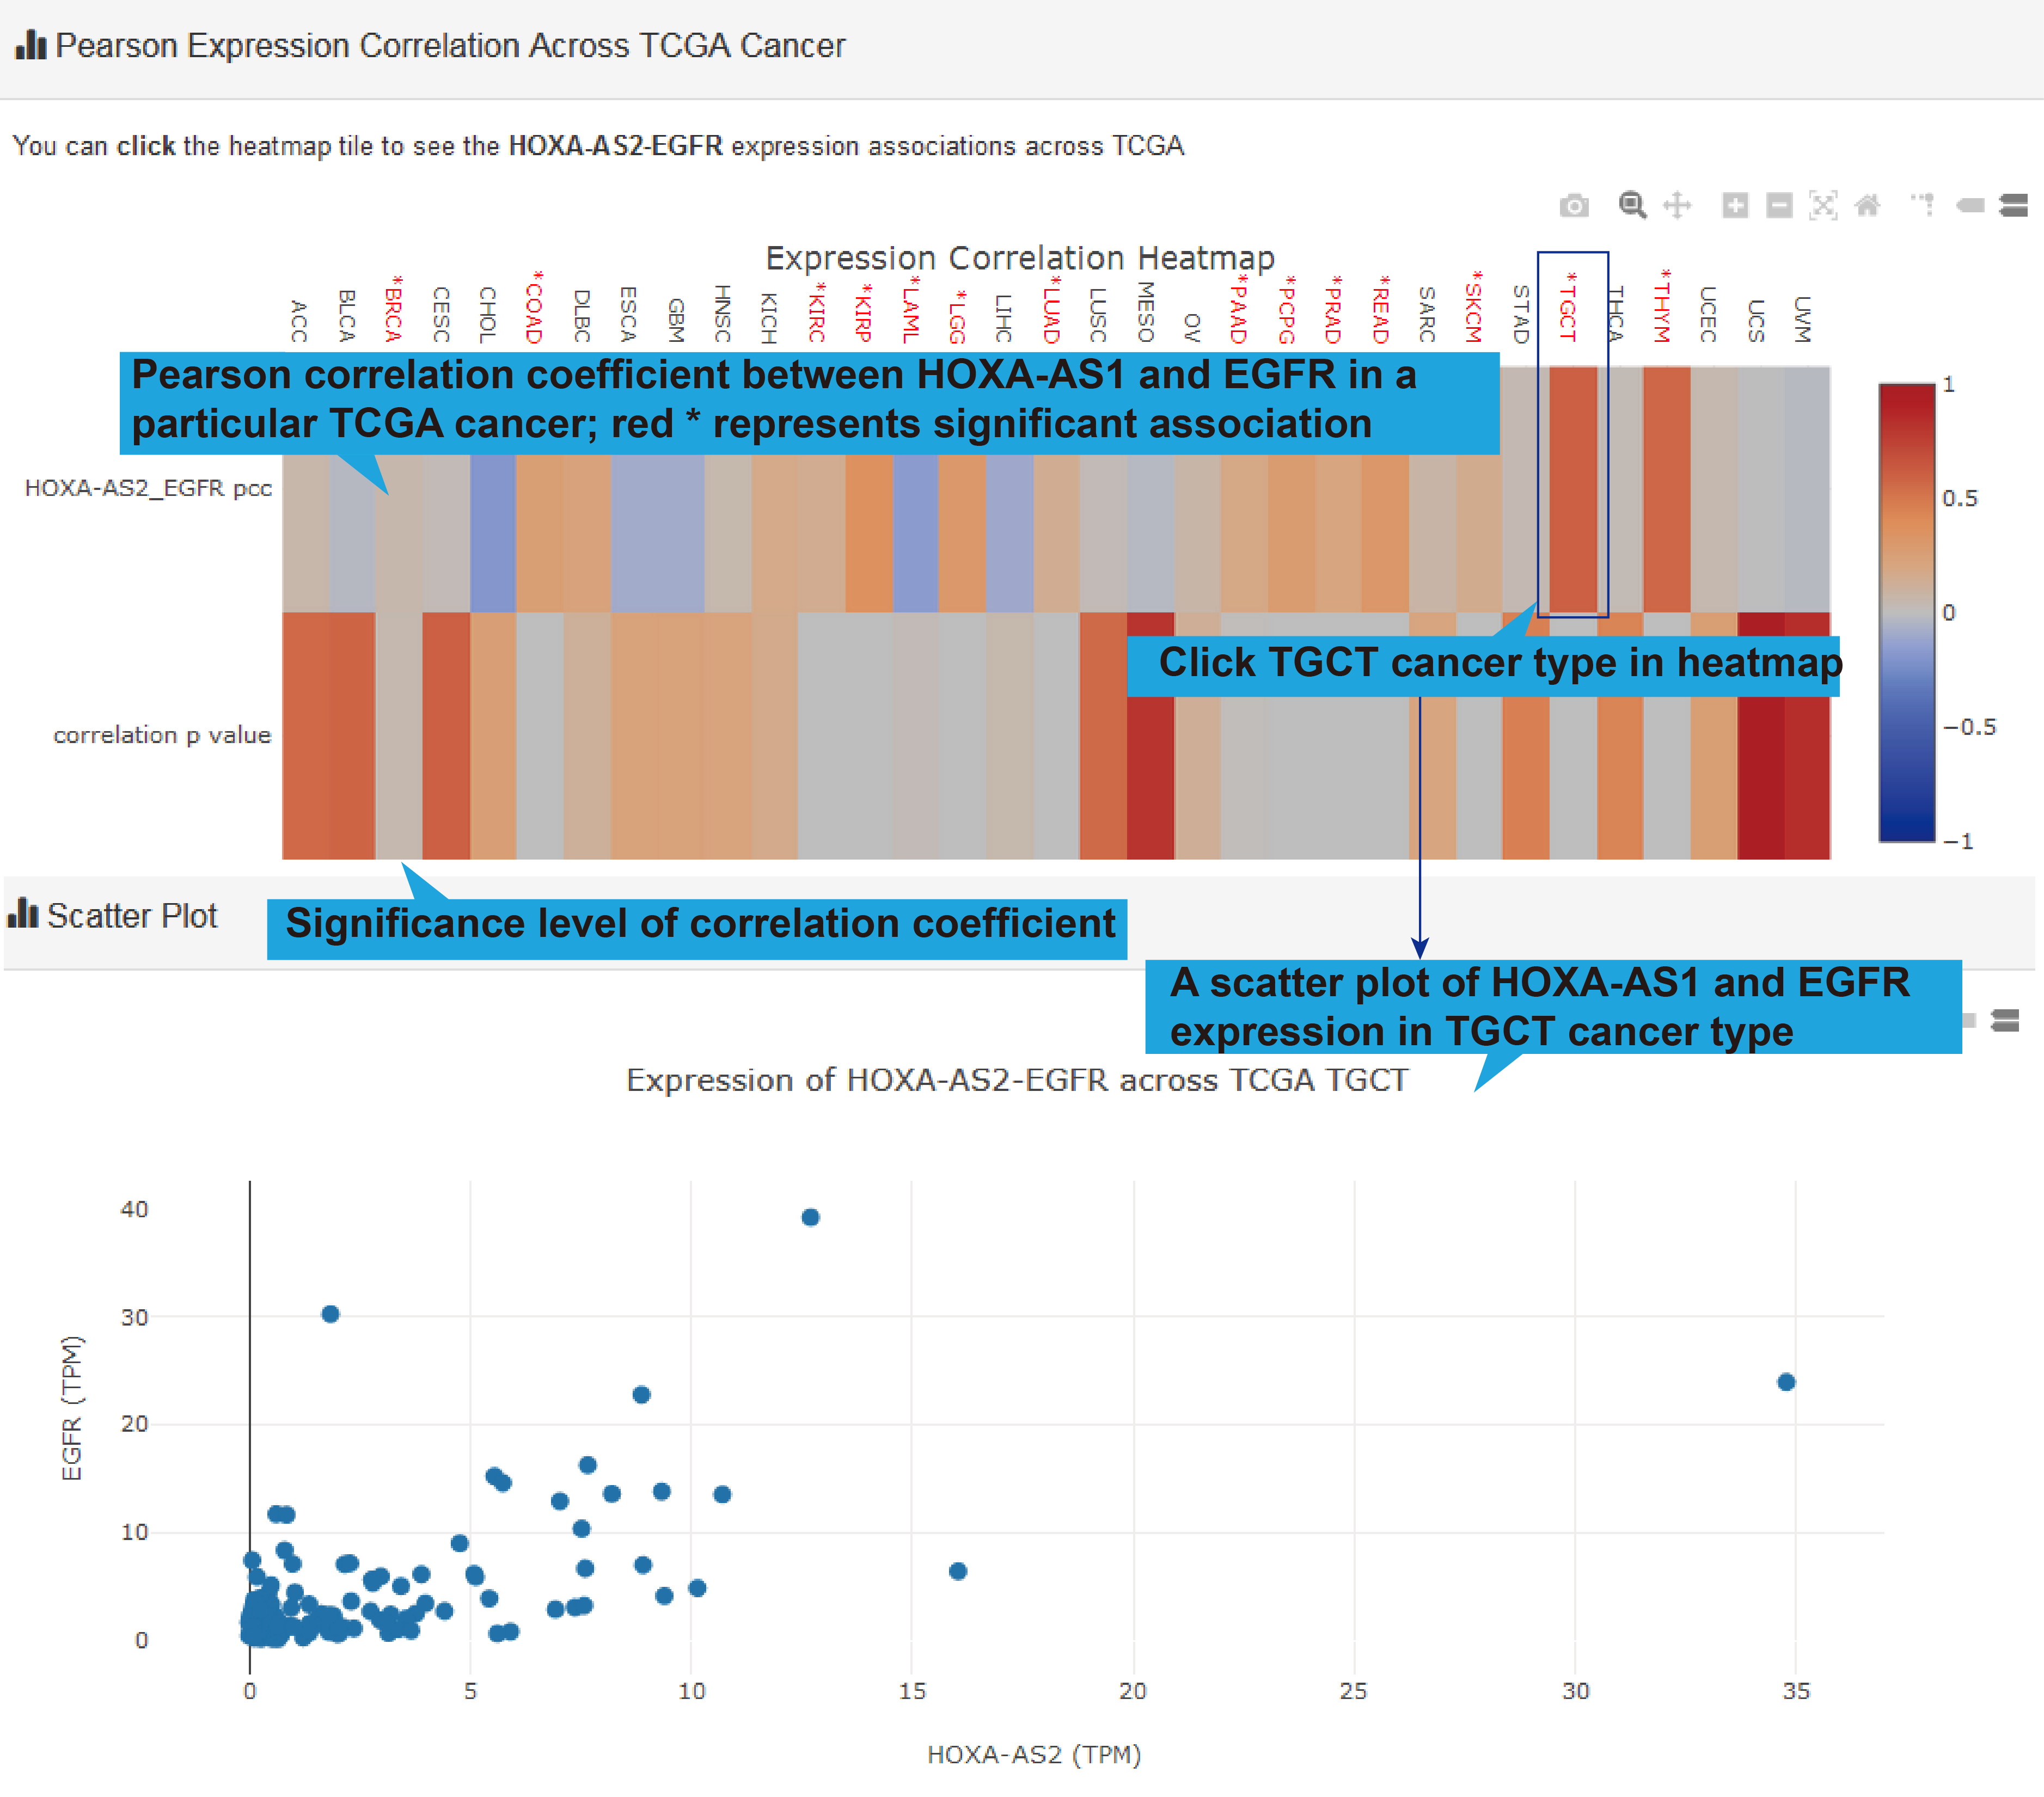 Pearson Expression Correlation Across TCGA Cancer
You can click the heatmap tile to see the HOXA-AS2-EGFR expression associations across TCGA
Expression Correlation Heatmap
ACC
BLCA
*BRCA
CESC
CHOL
*COAD
DLBC
ESCA
GBM
HNSC
KICH
*KIRC
*KIRP
*LAML
*LGG
LIHC
*LUAD
LUSC
MESO
OV
*PAAD
*PCPG
*PRAD
*READ
SARC
*SKCM
STAD
*TGCT
THCA
*THYM
UCEC
UCS
UVM
Pearson correlation coefficient between HOXA-AS1 and EGFR in a
particular TCGA cancer; red * represents significant association
HOXA-AS2_EGFR pcc
correlation p value
1
0.5
0
−0.5
−1
Click TGCT cancer type in heatmap
Scatter Plot
Significance level of correlation coefficient
A scatter plot of HOXA-AS1 and EGFR
expression in TGCT cancer type
Expression of HOXA-AS2-EGFR across TCGA TGCT
EGFR (TPM)
40
30
20
10
0
0
5
10
15
20
25
30
35
HOXA-AS2 (TPM)